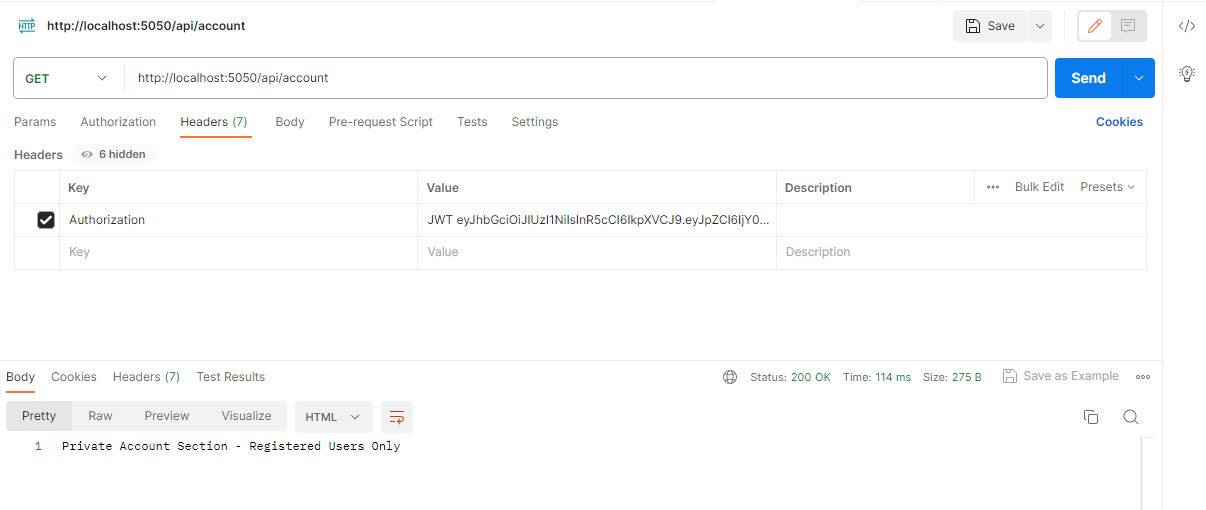 HTTP http://localhost:5050/api/account Save
GET http://localhost:5050/api/account Send
Params Authorization Headers (7) Body Pre-request Script Tests Settings Cookies
Headers 6 hidden
Key Value Description ••• Bulk Edit Presets
Authorization JWT eyJhbGciOiJIUzI1NiIsInR5cCI6IkpXVCJ9.eyJpZCI6IjY0...
Key Value Description
Body Cookies Headers (7) Test Results Status: 200 OK Time: 114 ms Size: 275 B Save as Example
Pretty Raw Preview Visualize HTML
1 Private Account Section - Registered Users Only